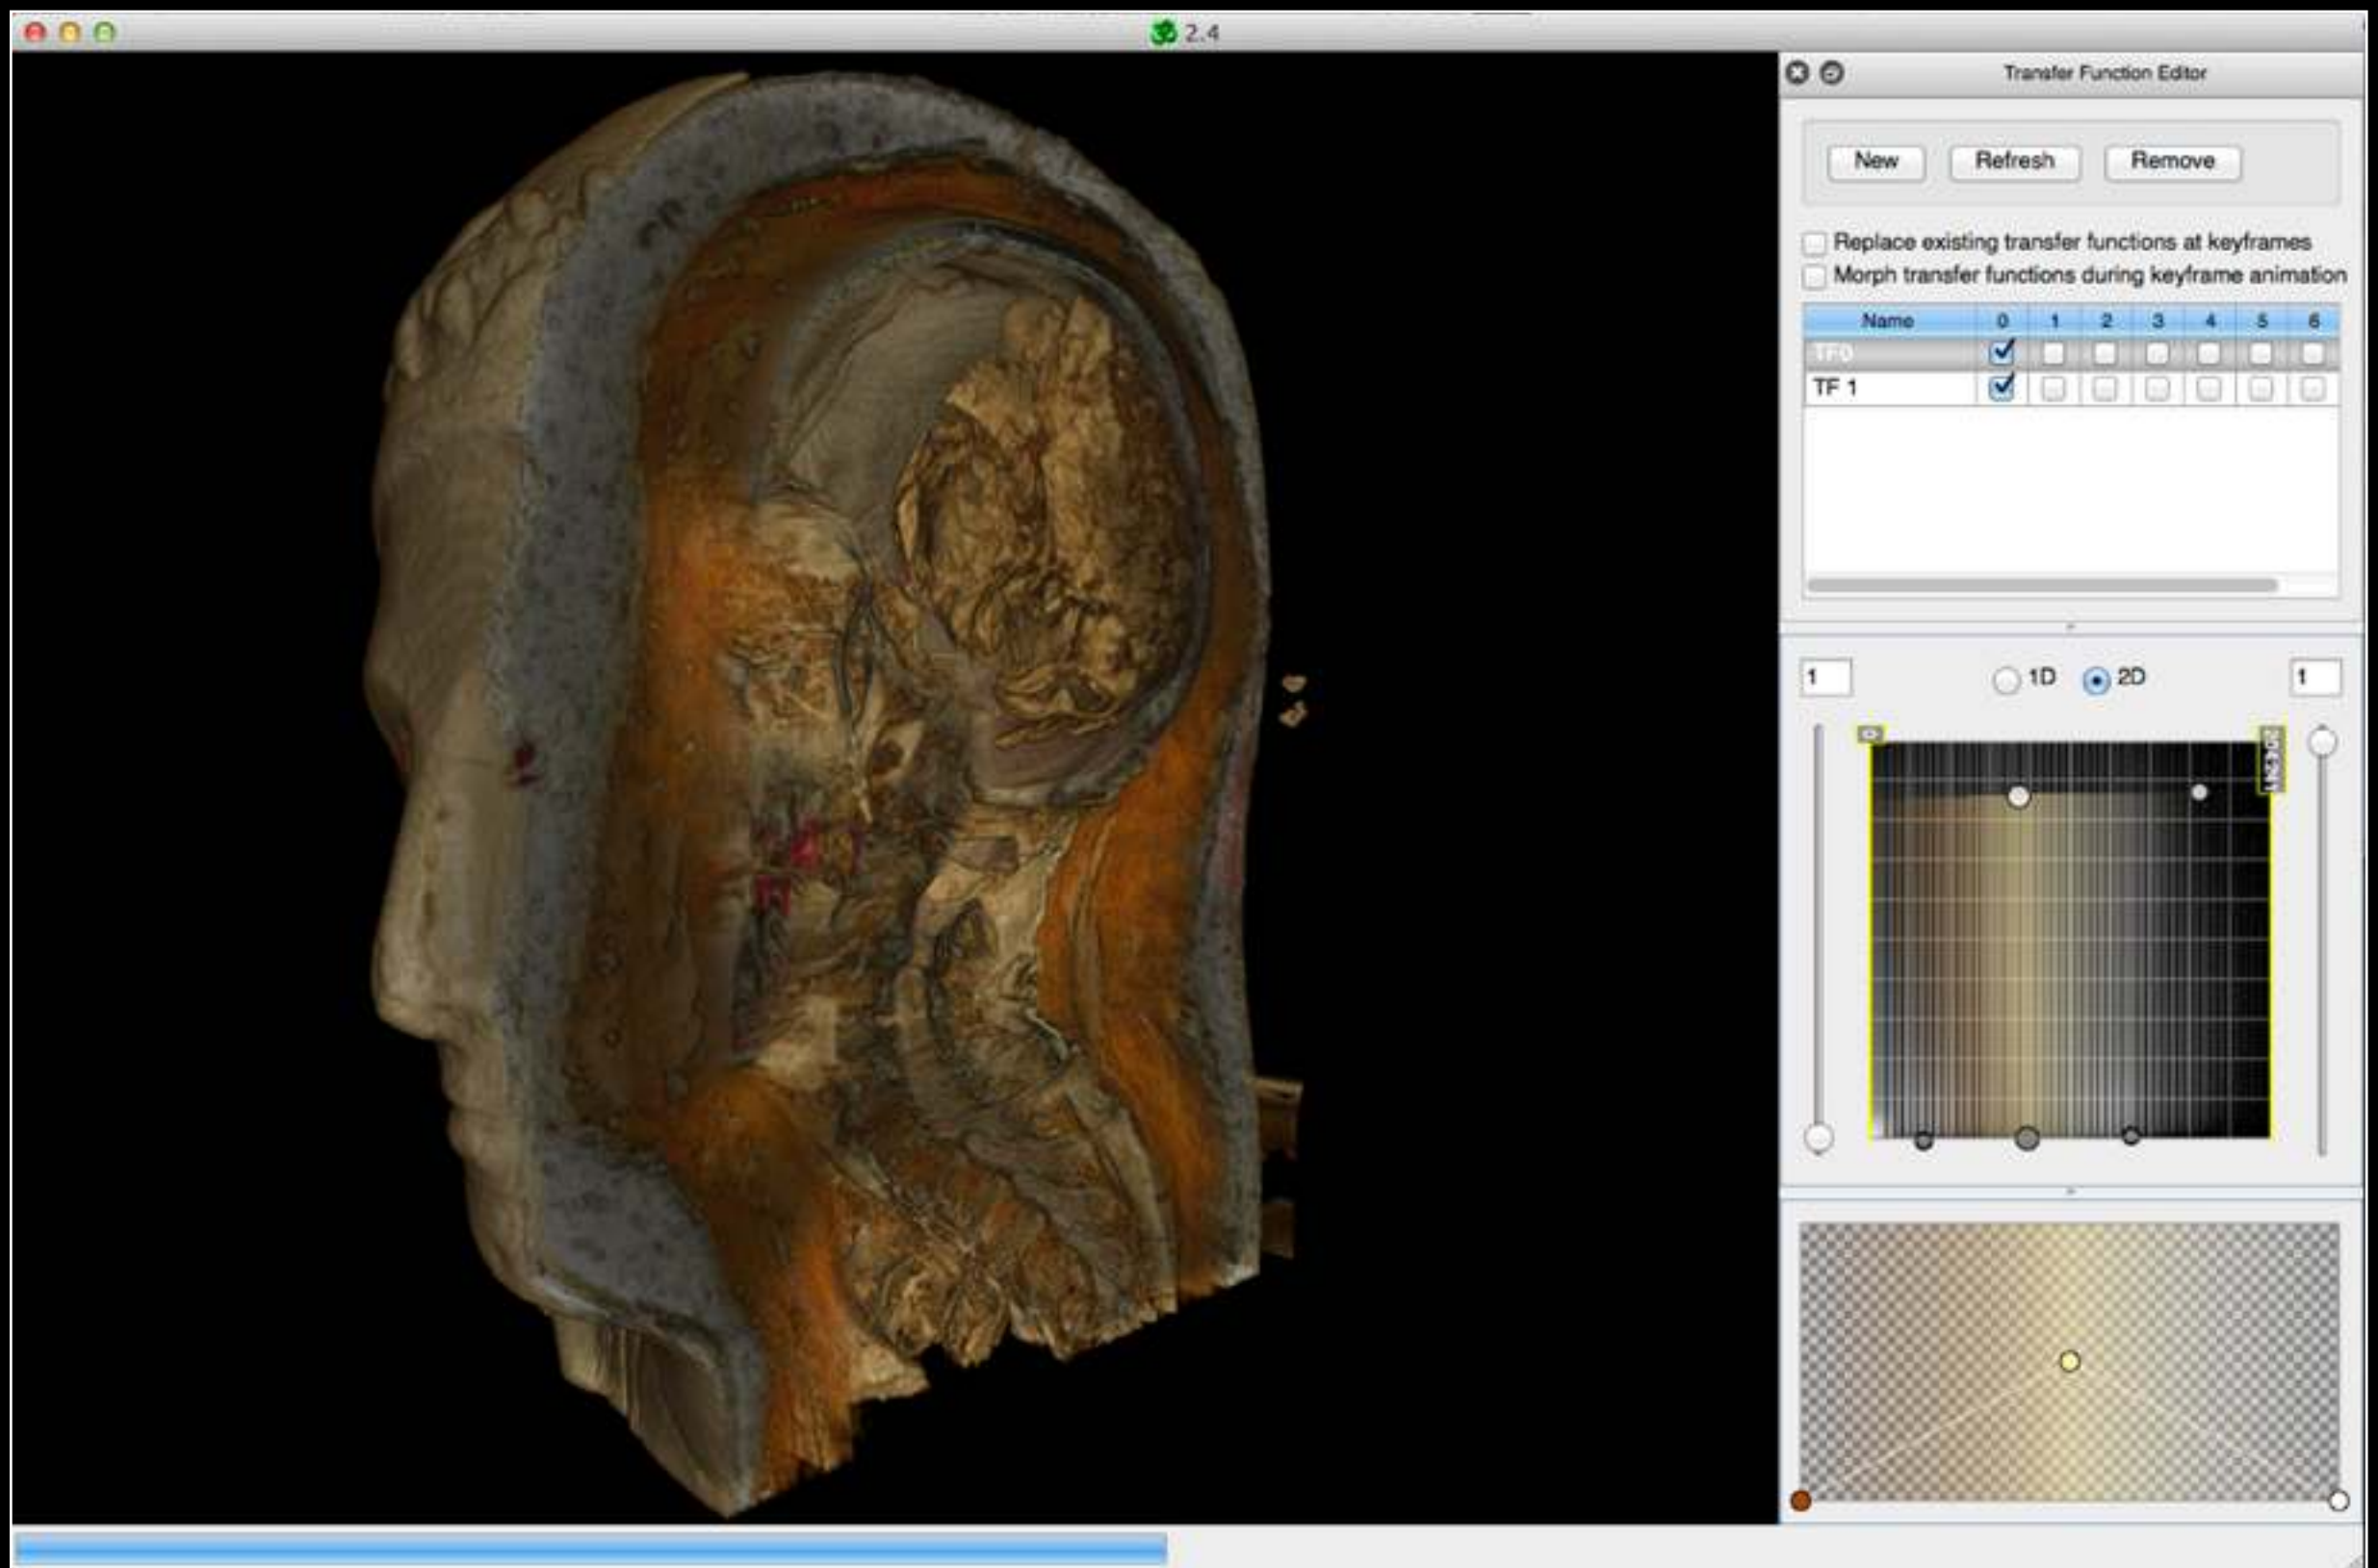 ॐ 2.4
Transfer Function Editor
New Refresh Remove
Replace existing transfer functions at keyframes
Morph transfer functions during keyframe animation
Name 0 1 2 3 4 5 6
TF0
TF 1
1 1D 2D 1
0